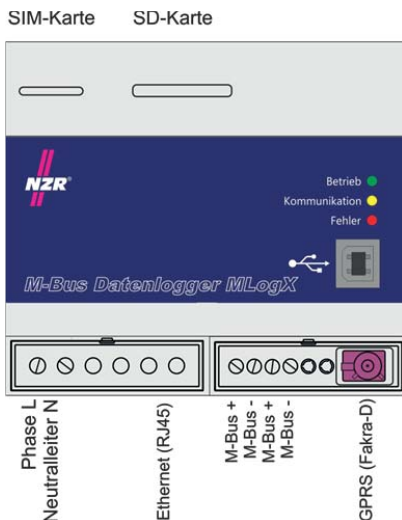 SIM-Karte SD-Karte
NZR®
Betrieb
Kommunikation
Fehler
M-Bus Datenlogger MLogX
Phase L
Neutralleiter N
Ethernet (RJ45)
M-Bus +
M-Bus -
M-Bus +
M-Bus -
GPRS (Fakra-D)